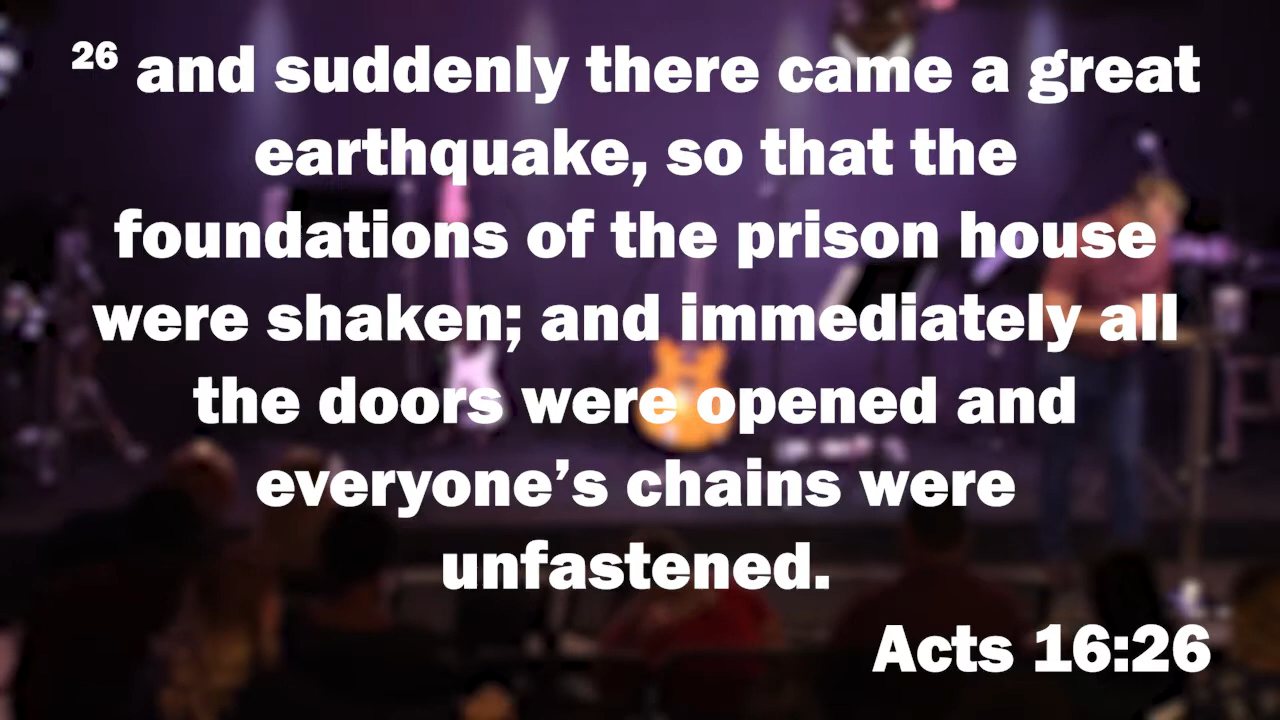 26 and suddenly there came a great
earthquake, so that the
foundations of the prison house
were shaken; and immediately all
the doors were opened and
everyone’s chains were
unfastened.
Acts 16:26